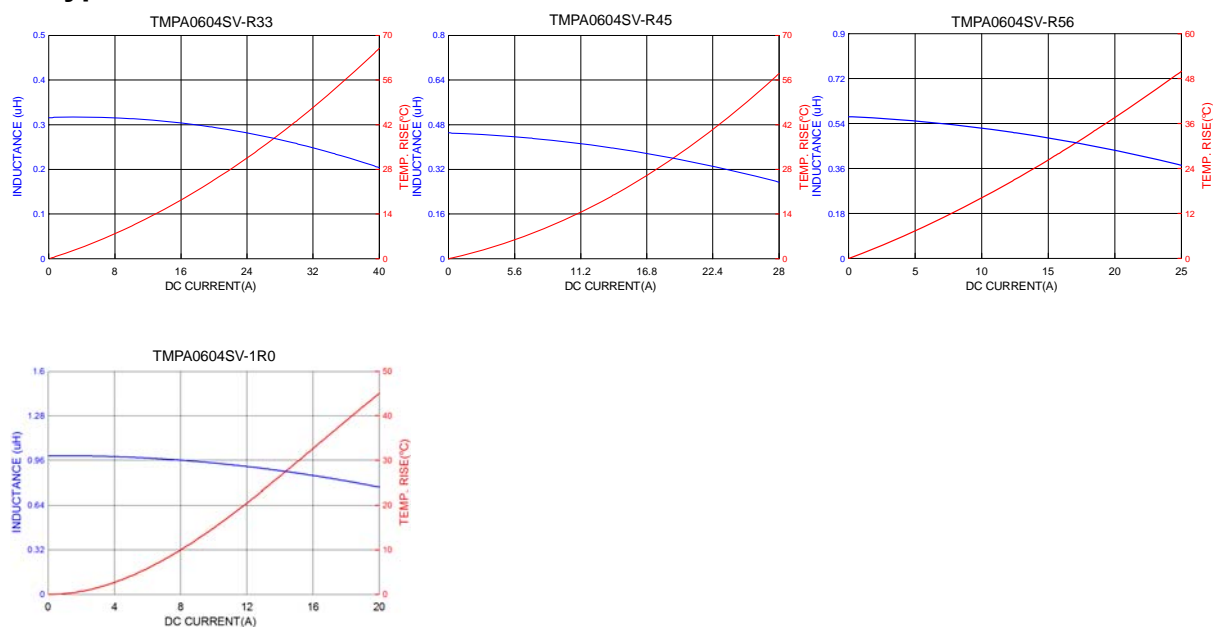 TMPA0604SV-R33
0.5
0.4
0.3
0.2
0.1
0
INDUCTANCE (uH)
70
56
42
28
14
0
TEMP. RISE(ºC)
0 8 16 24 32 40
DC CURRENT(A)
TMPA0604SV-R45
0.8
0.64
0.48
0.32
0.16
0
INDUCTANCE (uH)
70
56
42
28
14
0
TEMP. RISE(ºC)
0 5.6 11.2 16.8 22.4 28
DC CURRENT(A)
TMPA0604SV-R56
0.9
0.72
0.54
0.36
0.18
0
INDUCTANCE (uH)
60
48
36
24
12
0
TEMP. RISE(ºC)
0 5 10 15 20 25
DC CURRENT(A)
TMPA0604SV-1R0
1.6
1.28
0.96
0.64
0.32
0
INDUCTANCE (uH)
50
40
30
20
10
0
TEMP. RISE(ºC)
0 4 8 12 16 20
DC CURRENT(A)